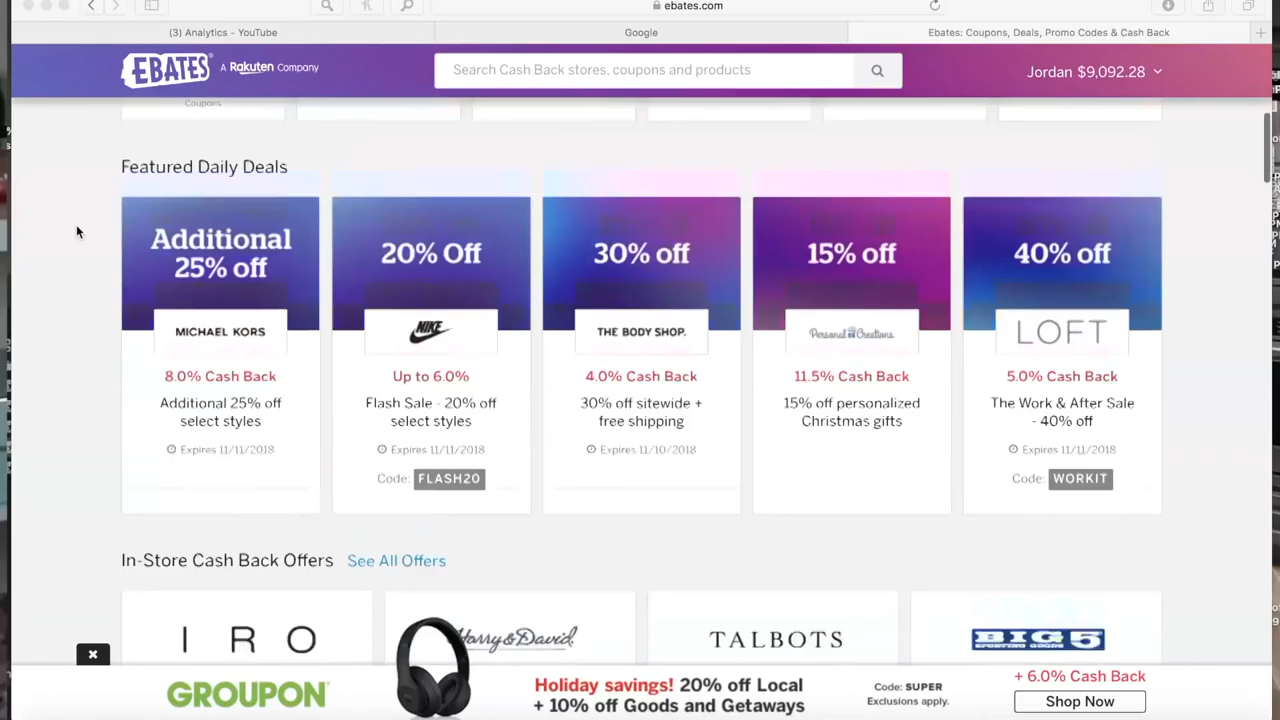 ebates.com
(3) Analytics - YouTube
Google
Ebates: Coupons, Deals, Promo Codes & Cash Back
EBATES
A Rakuten Company
Search Cash Back stores, coupons and products
Jordan $9,092.28
Coupons
Featured Daily Deals
Additional
25% off
MICHAEL KORS
8.0% Cash Back
Additional 25% off
select styles
Expires 11/11/2018
20% Off
NIKE
Up to 6.0%
Flash Sale - 20% off
select styles
Expires 11/11/2018
Code: FLASH20
30% off
THE BODY SHOP.
4.0% Cash Back
30% off sitewide +
free shipping
Expires 11/10/2018
15% off
Personal Creations
11.5% Cash Back
15% off personalized
Christmas gifts
40% off
LOFT
5.0% Cash Back
The Work & After Sale
- 40% off
Expires 11/11/2018
Code: WORKIT
In-Store Cash Back Offers See All Offers
IRO
Harry & David
TALBOTS
BIG 5
SPORTING GOODS
GROUPON
Holiday savings! 20% off Local
+ 10% off Goods and Getaways
Code: SUPER
Exclusions apply.
+ 6.0% Cash Back
Shop Now